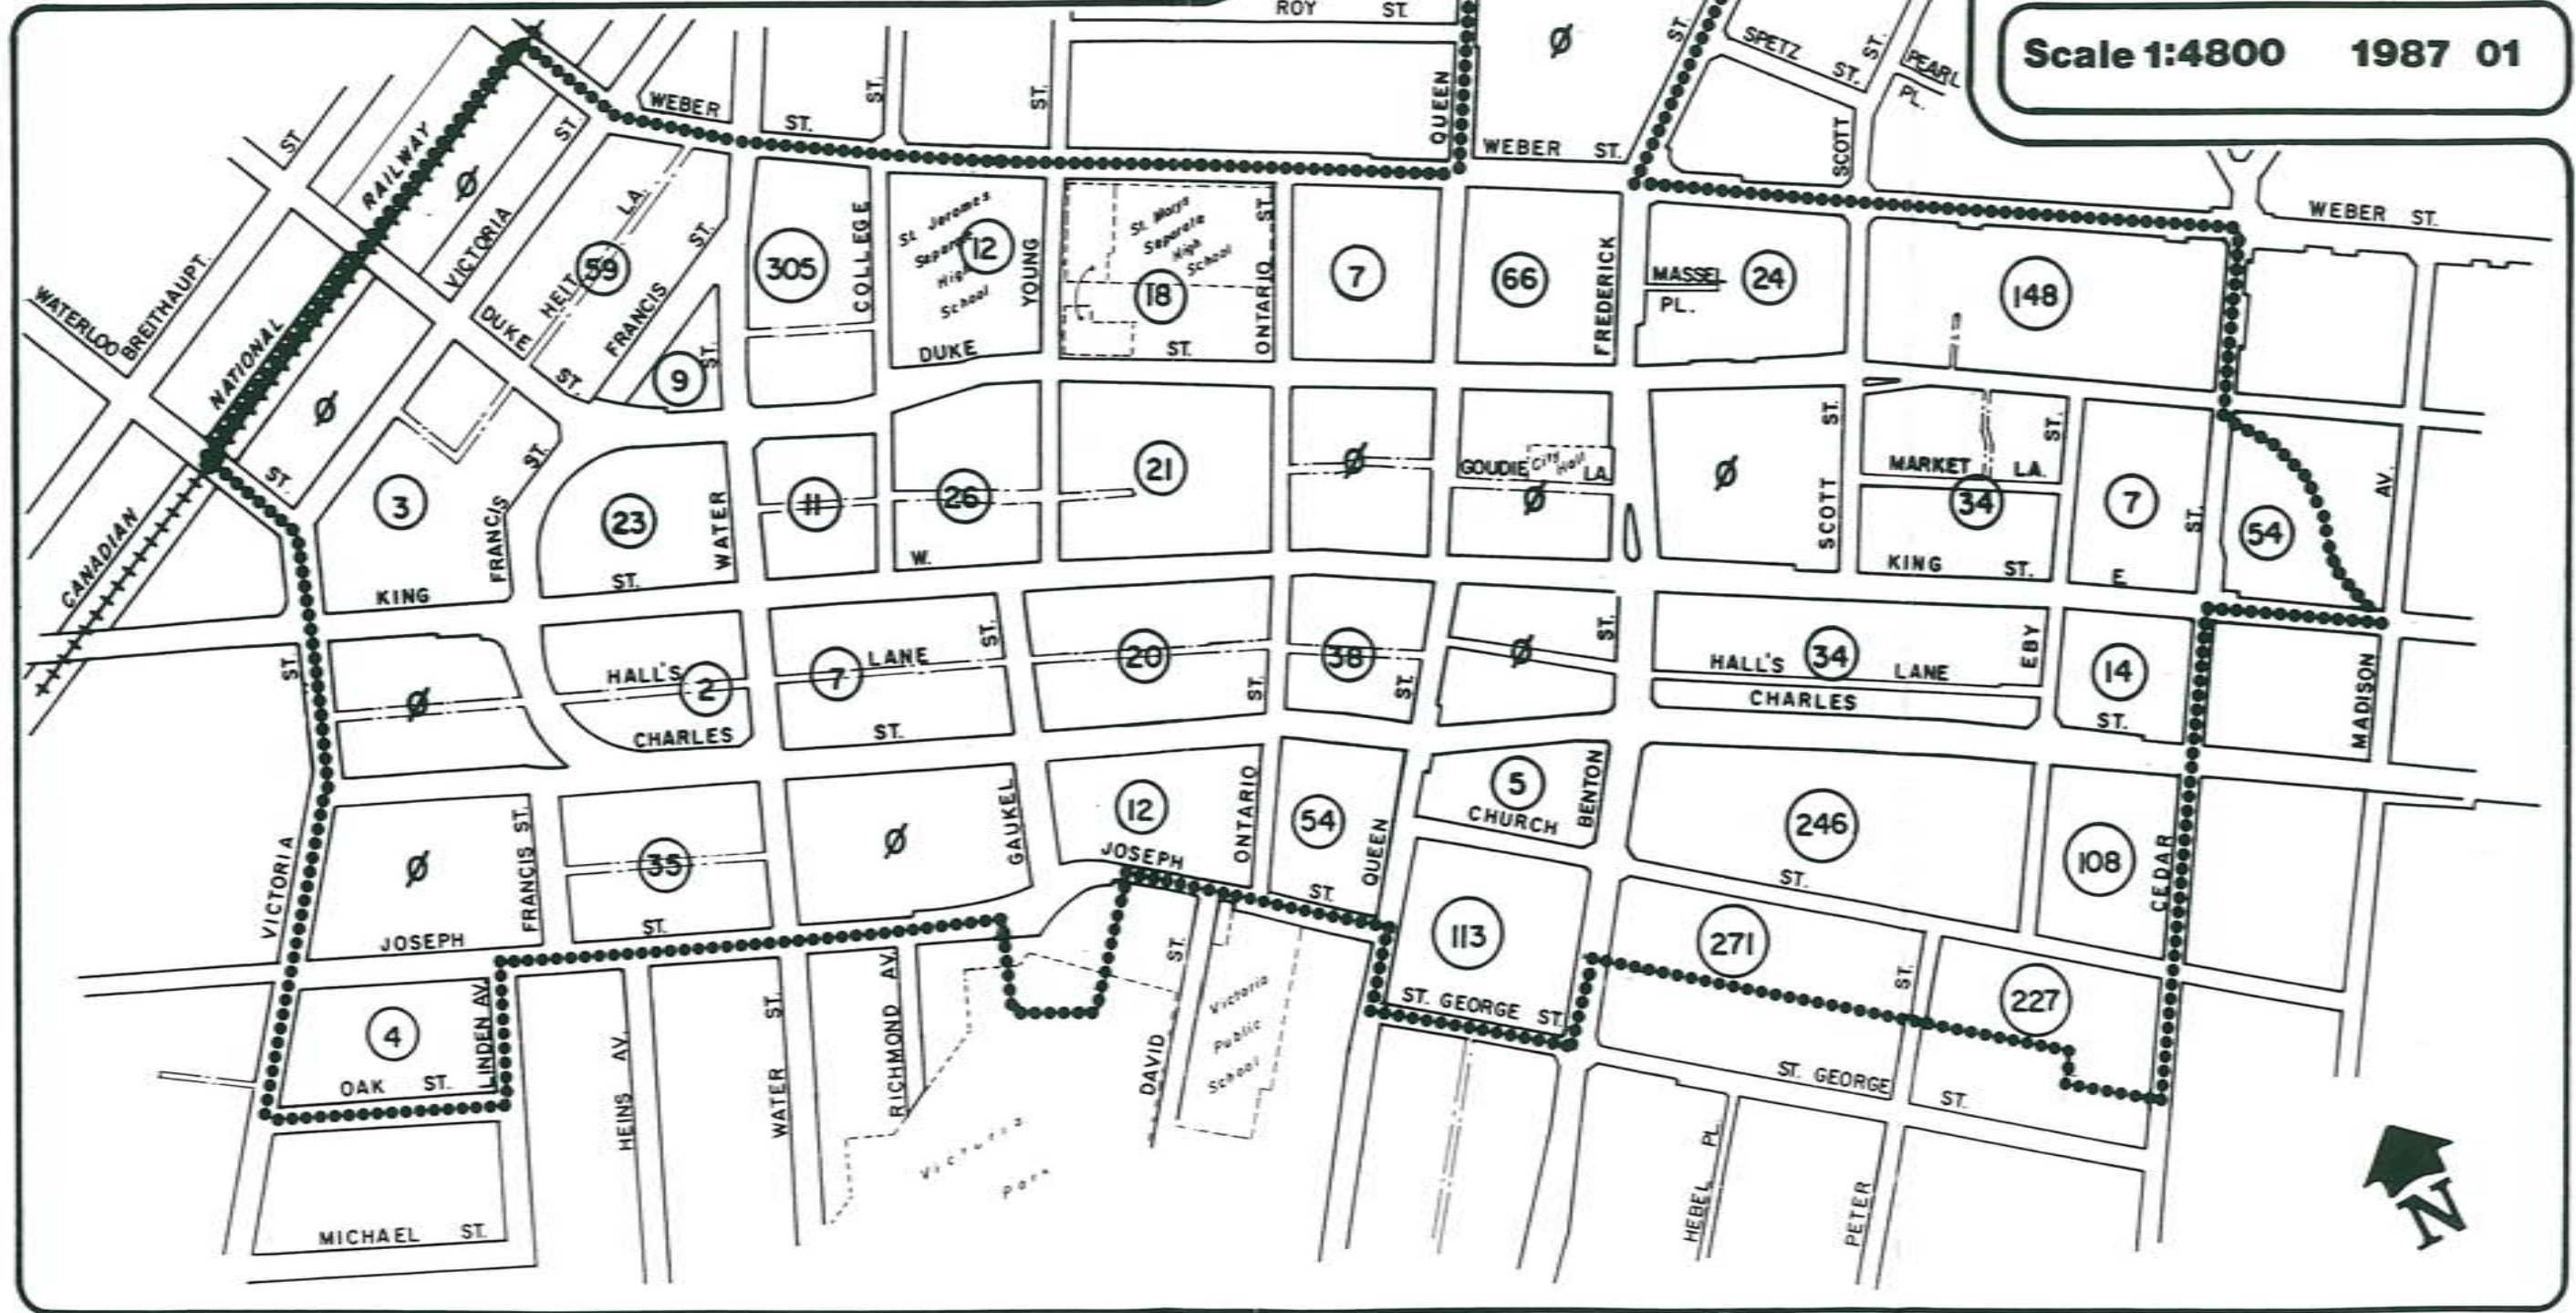 ROY ST.
Scale 1:4800 1987 01
SPETZ ST.
ST.
ST.
PEARL PL.
Ø
QUEEN
WEBER ST.
ST.
ST.
WEBER ST.
SCOTT
WEBER ST.
ST
RAILWAY
Ø
VICTORIA ST.
HEIT LA.
59
FRANCIS ST.
305
COLLEGE
St. Jeromes
Separate
High
School
12
YOUNG
St. Marys
Separate
High
School
18
ONTARIO ST.
7
66
FREDERICK
MASSEL
PL.
24
148
WATERLOO
BREITHAUPT.
NATIONAL
DUKE ST.
9
ST.
DUKE ST.
Ø
CANADIAN
ST.
3
FRANCIS ST.
23
WATER
11
26
21
Ø
GOUDIE LA.
City Hall
Ø
Ø
SCOTT ST.
MARKET LA.
34
ST.
7
ST.
54
AV.
KING ST. W.
KING ST. E.
ST.
Ø
HALL'S LANE
2
7
ST.
20
38
Ø
ST.
HALL'S LANE
34
EBY
14
CHARLES ST.
ST.
ST.
CHARLES ST.
MADISON
VICTORIA
Ø
FRANCIS ST.
35
Ø
GAUKEL
12
ONTARIO
54
QUEEN
5
CHURCH
BENTON
246
108
CEDAR
JOSEPH ST.
JOSEPH ST.
ST.
113
271
ST.
227
4
LINDEN AV.
OAK ST.
HEINS AV.
WATER ST.
RICHMOND AV.
DAVID ST.
Victoria
Public
School
ST. GEORGE ST.
ST. GEORGE ST.
Victoria
Park
MICHAEL ST.
HEBEL PL.
PETER
N